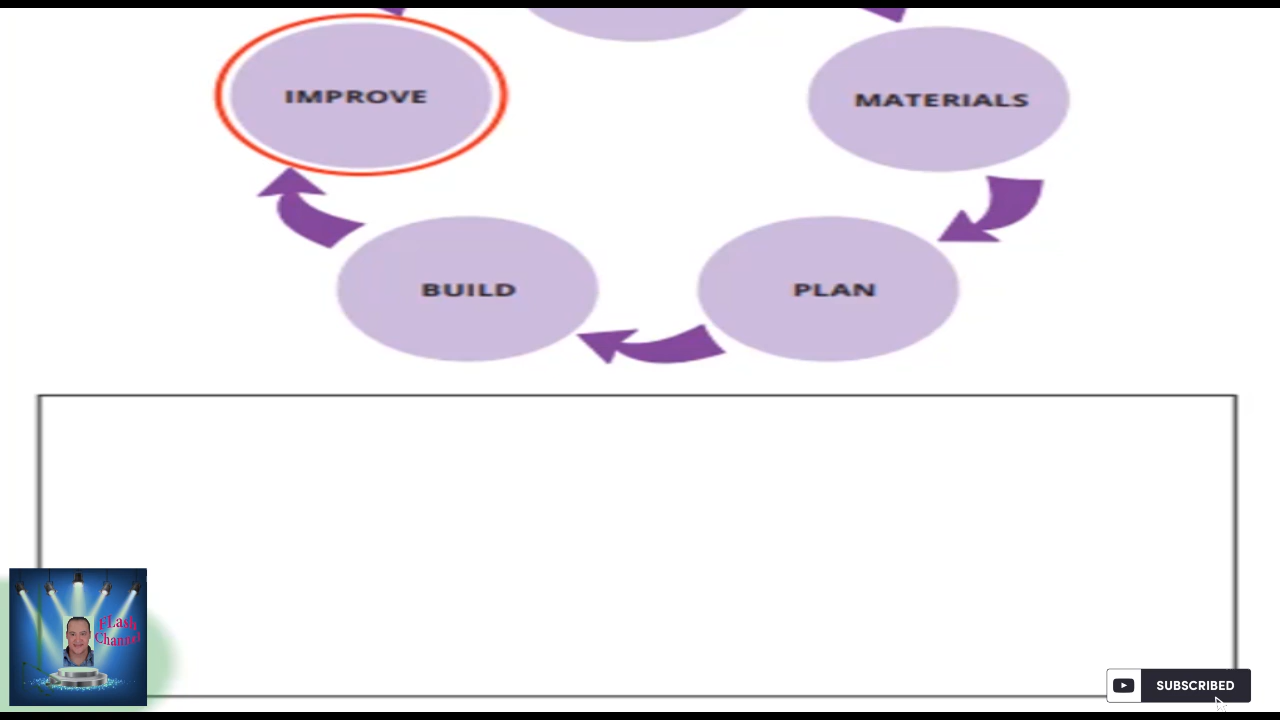 IMPROVE
MATERIALS
BUILD
PLAN
FLash
Channel
SUBSCRIBED